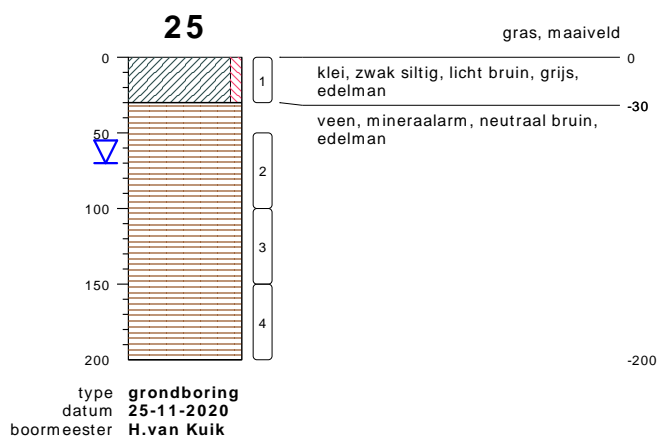 25
gras, maaiveld
0
0
1
klei, zwak siltig, licht bruin, grijs,
edelman
-30
veen, mineraalarm, neutraal bruin,
edelman
50
2
100
3
150
4
200
-200
type grondboring
datum 25-11-2020
boormeester H.van Kuik